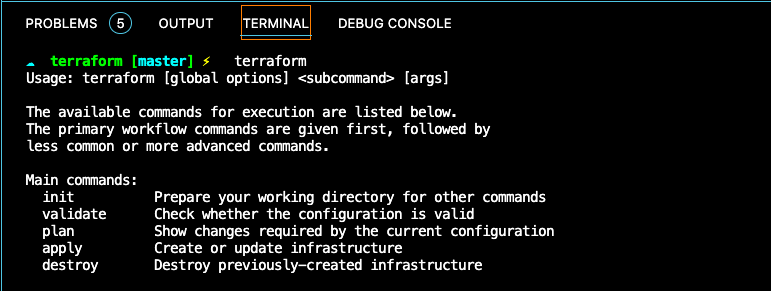 PROBLEMS 5 OUTPUT TERMINAL DEBUG CONSOLE
terraform [master] ⚡ terraform
Usage: terraform [global options] <subcommand> [args]
The available commands for execution are listed below.
The primary workflow commands are given first, followed by
less common or more advanced commands.
Main commands:
init Prepare your working directory for other commands
validate Check whether the configuration is valid
plan Show changes required by the current configuration
apply Create or update infrastructure
destroy Destroy previously-created infrastructure